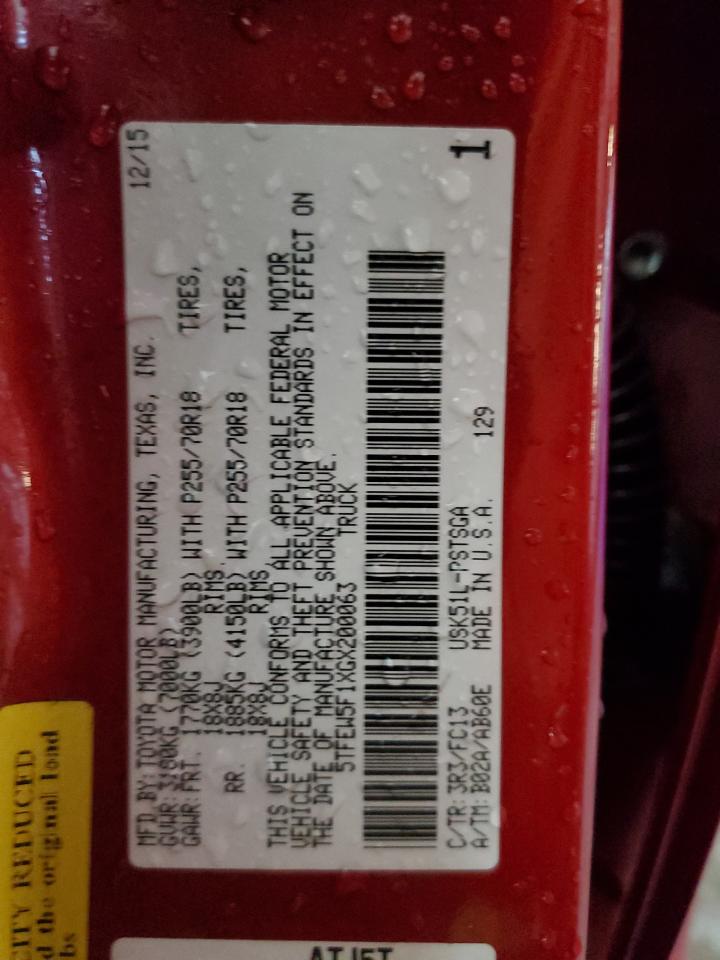 MFD.BY:TOYOTA MOTOR MANUFACTURING, TEXAS, INC. 12/15
GVWR:3180KG (7000LB)
GAWR:FRT. 1770KG (3900LB) WITH P255/70R18 TIRES,
18X8J RIMS
RR. 1885KG (4150LB) WITH P255/70R18 TIRES,
18X8J RIMS
THIS VEHICLE CONFORMS TO ALL APPLICABLE FEDERAL MOTOR
VEHICLE SAFETY AND THEFT PREVENTION STANDARDS IN EFFECT ON
THE DATE OF MANUFACTURE SHOWN ABOVE.
5TFEW5F1XGX200063 TRUCK
C/TR:3R3/FC13 USK51L-PSTSGA
A/TM:B02A/AB60E MADE IN U.S.A. 129
1
CITY REDUCED
d the original load
bs